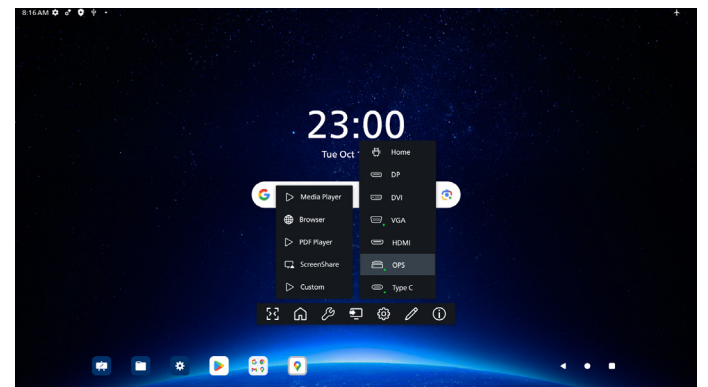 8:16 AM
23:00
Tue Oct
Home
DP
DVI
VGA
HDMI
OPS
Type C
Media Player
Browser
PDF Player
ScreenShare
Custom